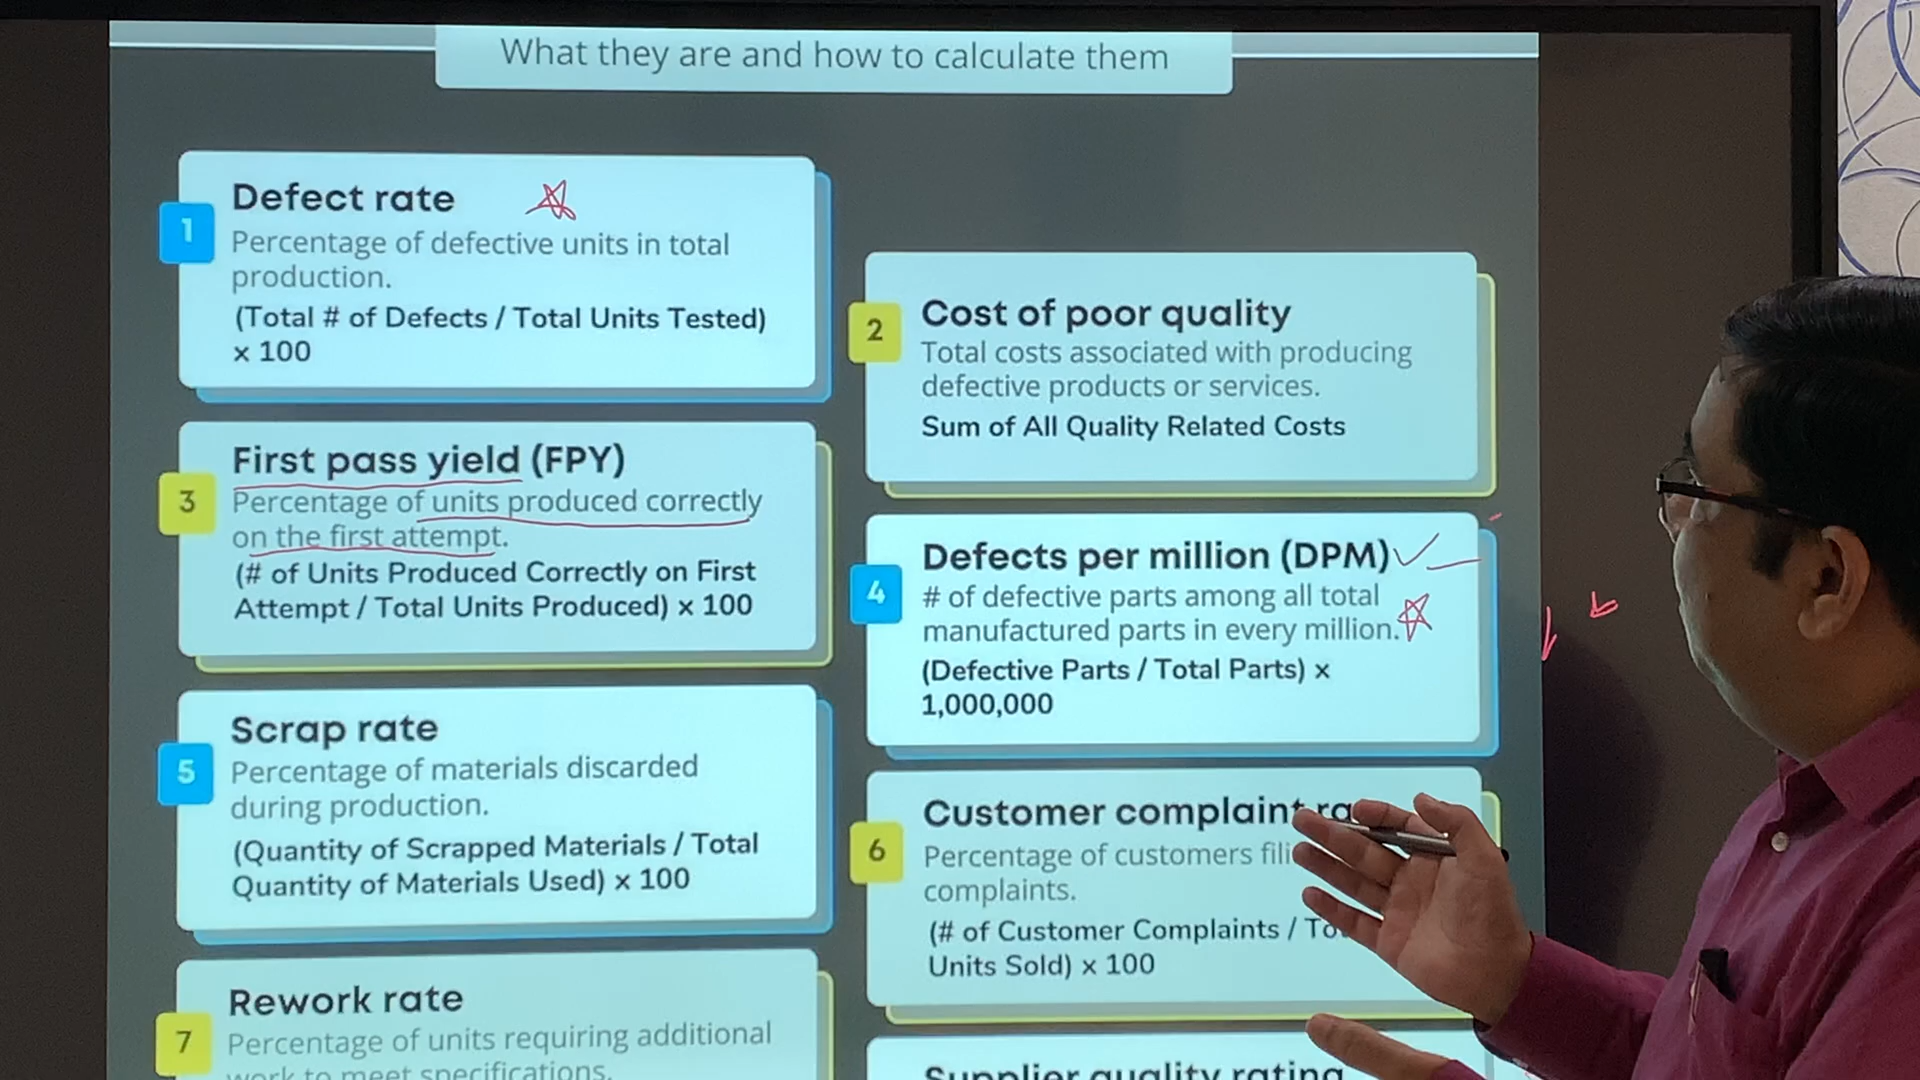 What they are and how to calculate them
1
Defect rate
Percentage of defective units in total
production.
(Total # of Defects / Total Units Tested)
x 100
2
Cost of poor quality
Total costs associated with producing
defective products or services.
Sum of All Quality Related Costs
3
First pass yield (FPY)
Percentage of units produced correctly
on the first attempt.
(# of Units Produced Correctly on First
Attempt / Total Units Produced) x 100
4
Defects per million (DPM)
# of defective parts among all total
manufactured parts in every million.
(Defective Parts / Total Parts) x
1,000,000
5
Scrap rate
Percentage of materials discarded
during production.
(Quantity of Scrapped Materials / Total
Quantity of Materials Used) x 100
6
Customer complaint
Percentage of customers
complaints.
(# of Customer Complaints /
Units Sold) x 100
7
Rework rate
Percentage of units requiring additional
work to meet specifications.
Supplier quality rating